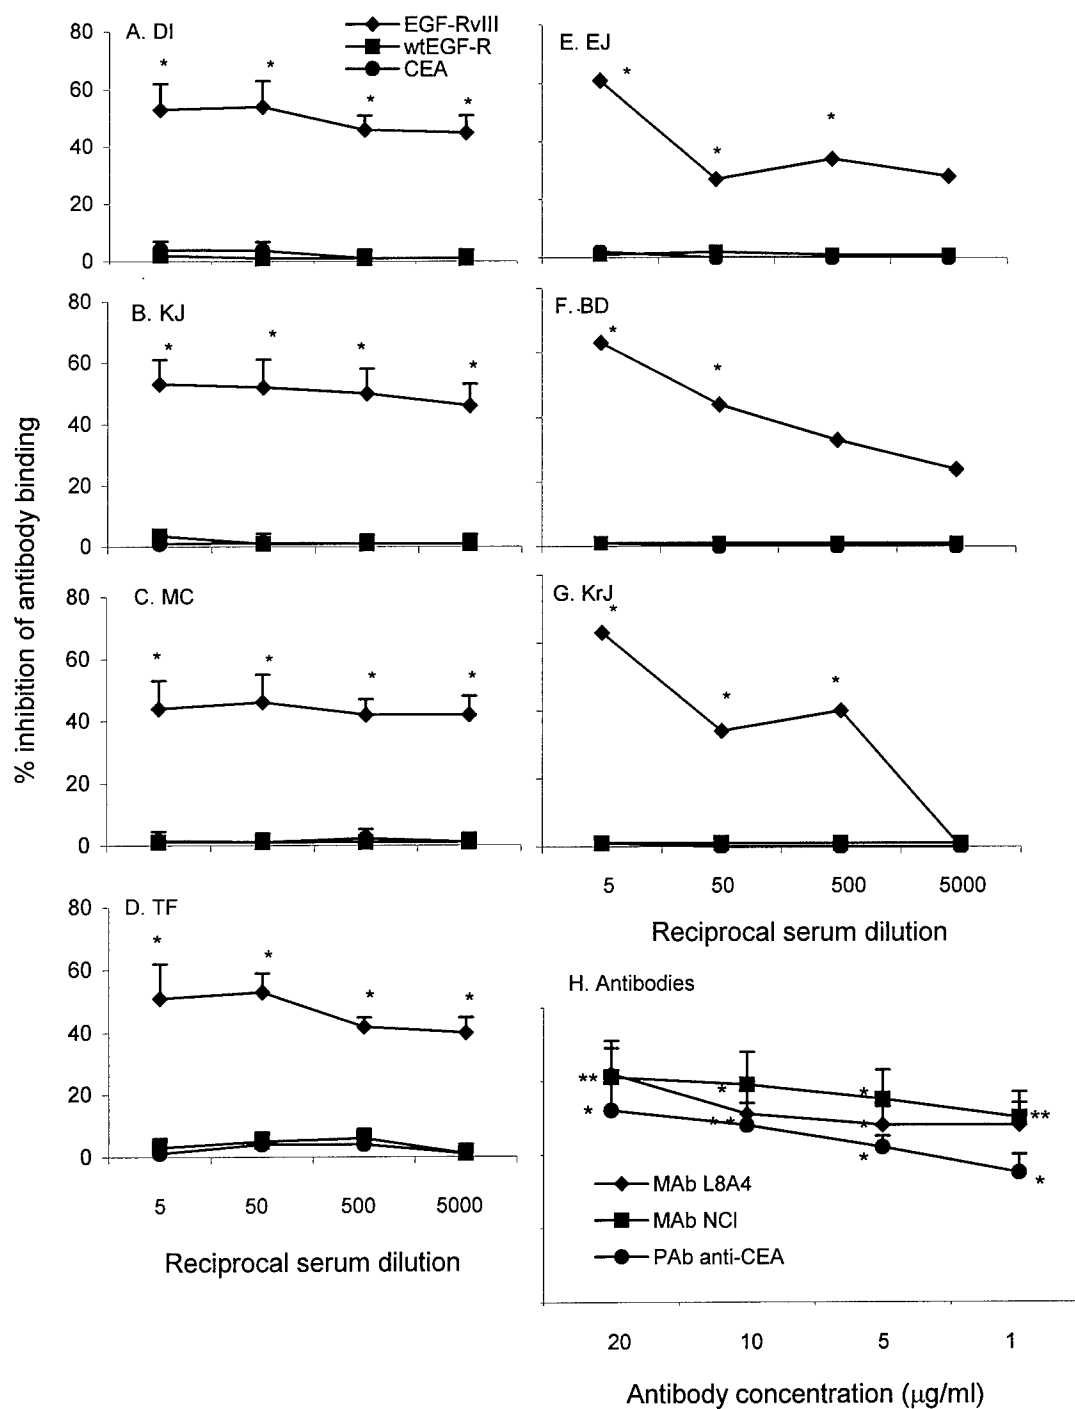 A. DI
EGF-RvIII
wtEGF-R
CEA
80
60
40
20
0
* * * *
B. KJ
80
60
40
20
0
* * * *
C. MC
80
60
40
20
0
* * * *
D. TF
80
60
40
20
0
* * * *
5 50 500 5000
Reciprocal serum dilution
% inhibition of antibody binding
E. EJ
* * *
F. BD
* *
G. KrJ
* * *
5 50 500 5000
Reciprocal serum dilution
H. Antibodies
** * * **
* ** * * *
MAb L8A4
MAb NCI
PAb anti-CEA
20 10 5 1
Antibody concentration (μg/ml)